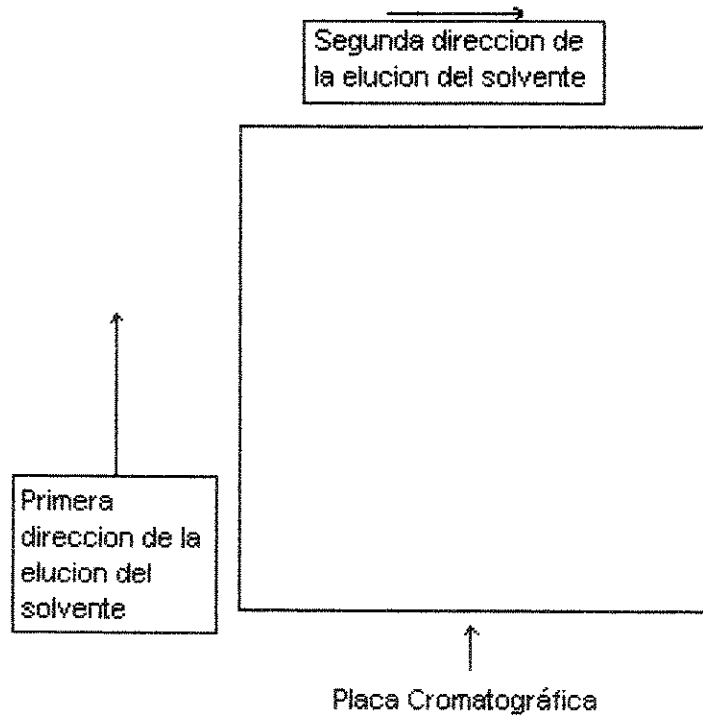 Segunda direccion de
la elucion del solvente
Primera
direccion de la
elucion del
solvente
Placa Cromatográfica